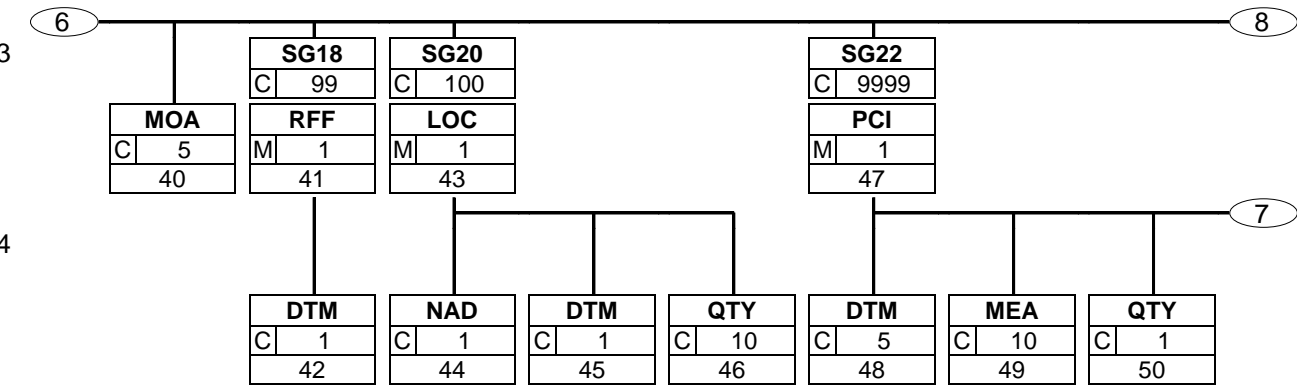 6 8
3
SG18 SG20 SG22
C 99 C 100 C 9999
MOA RFF LOC PCI
C 5 M 1 M 1 M 1
40 41 43 47
7
4
DTM NAD DTM QTY DTM MEA QTY
C 1 C 1 C 1 C 10 C 5 C 10 C 1
42 44 45 46 48 49 50